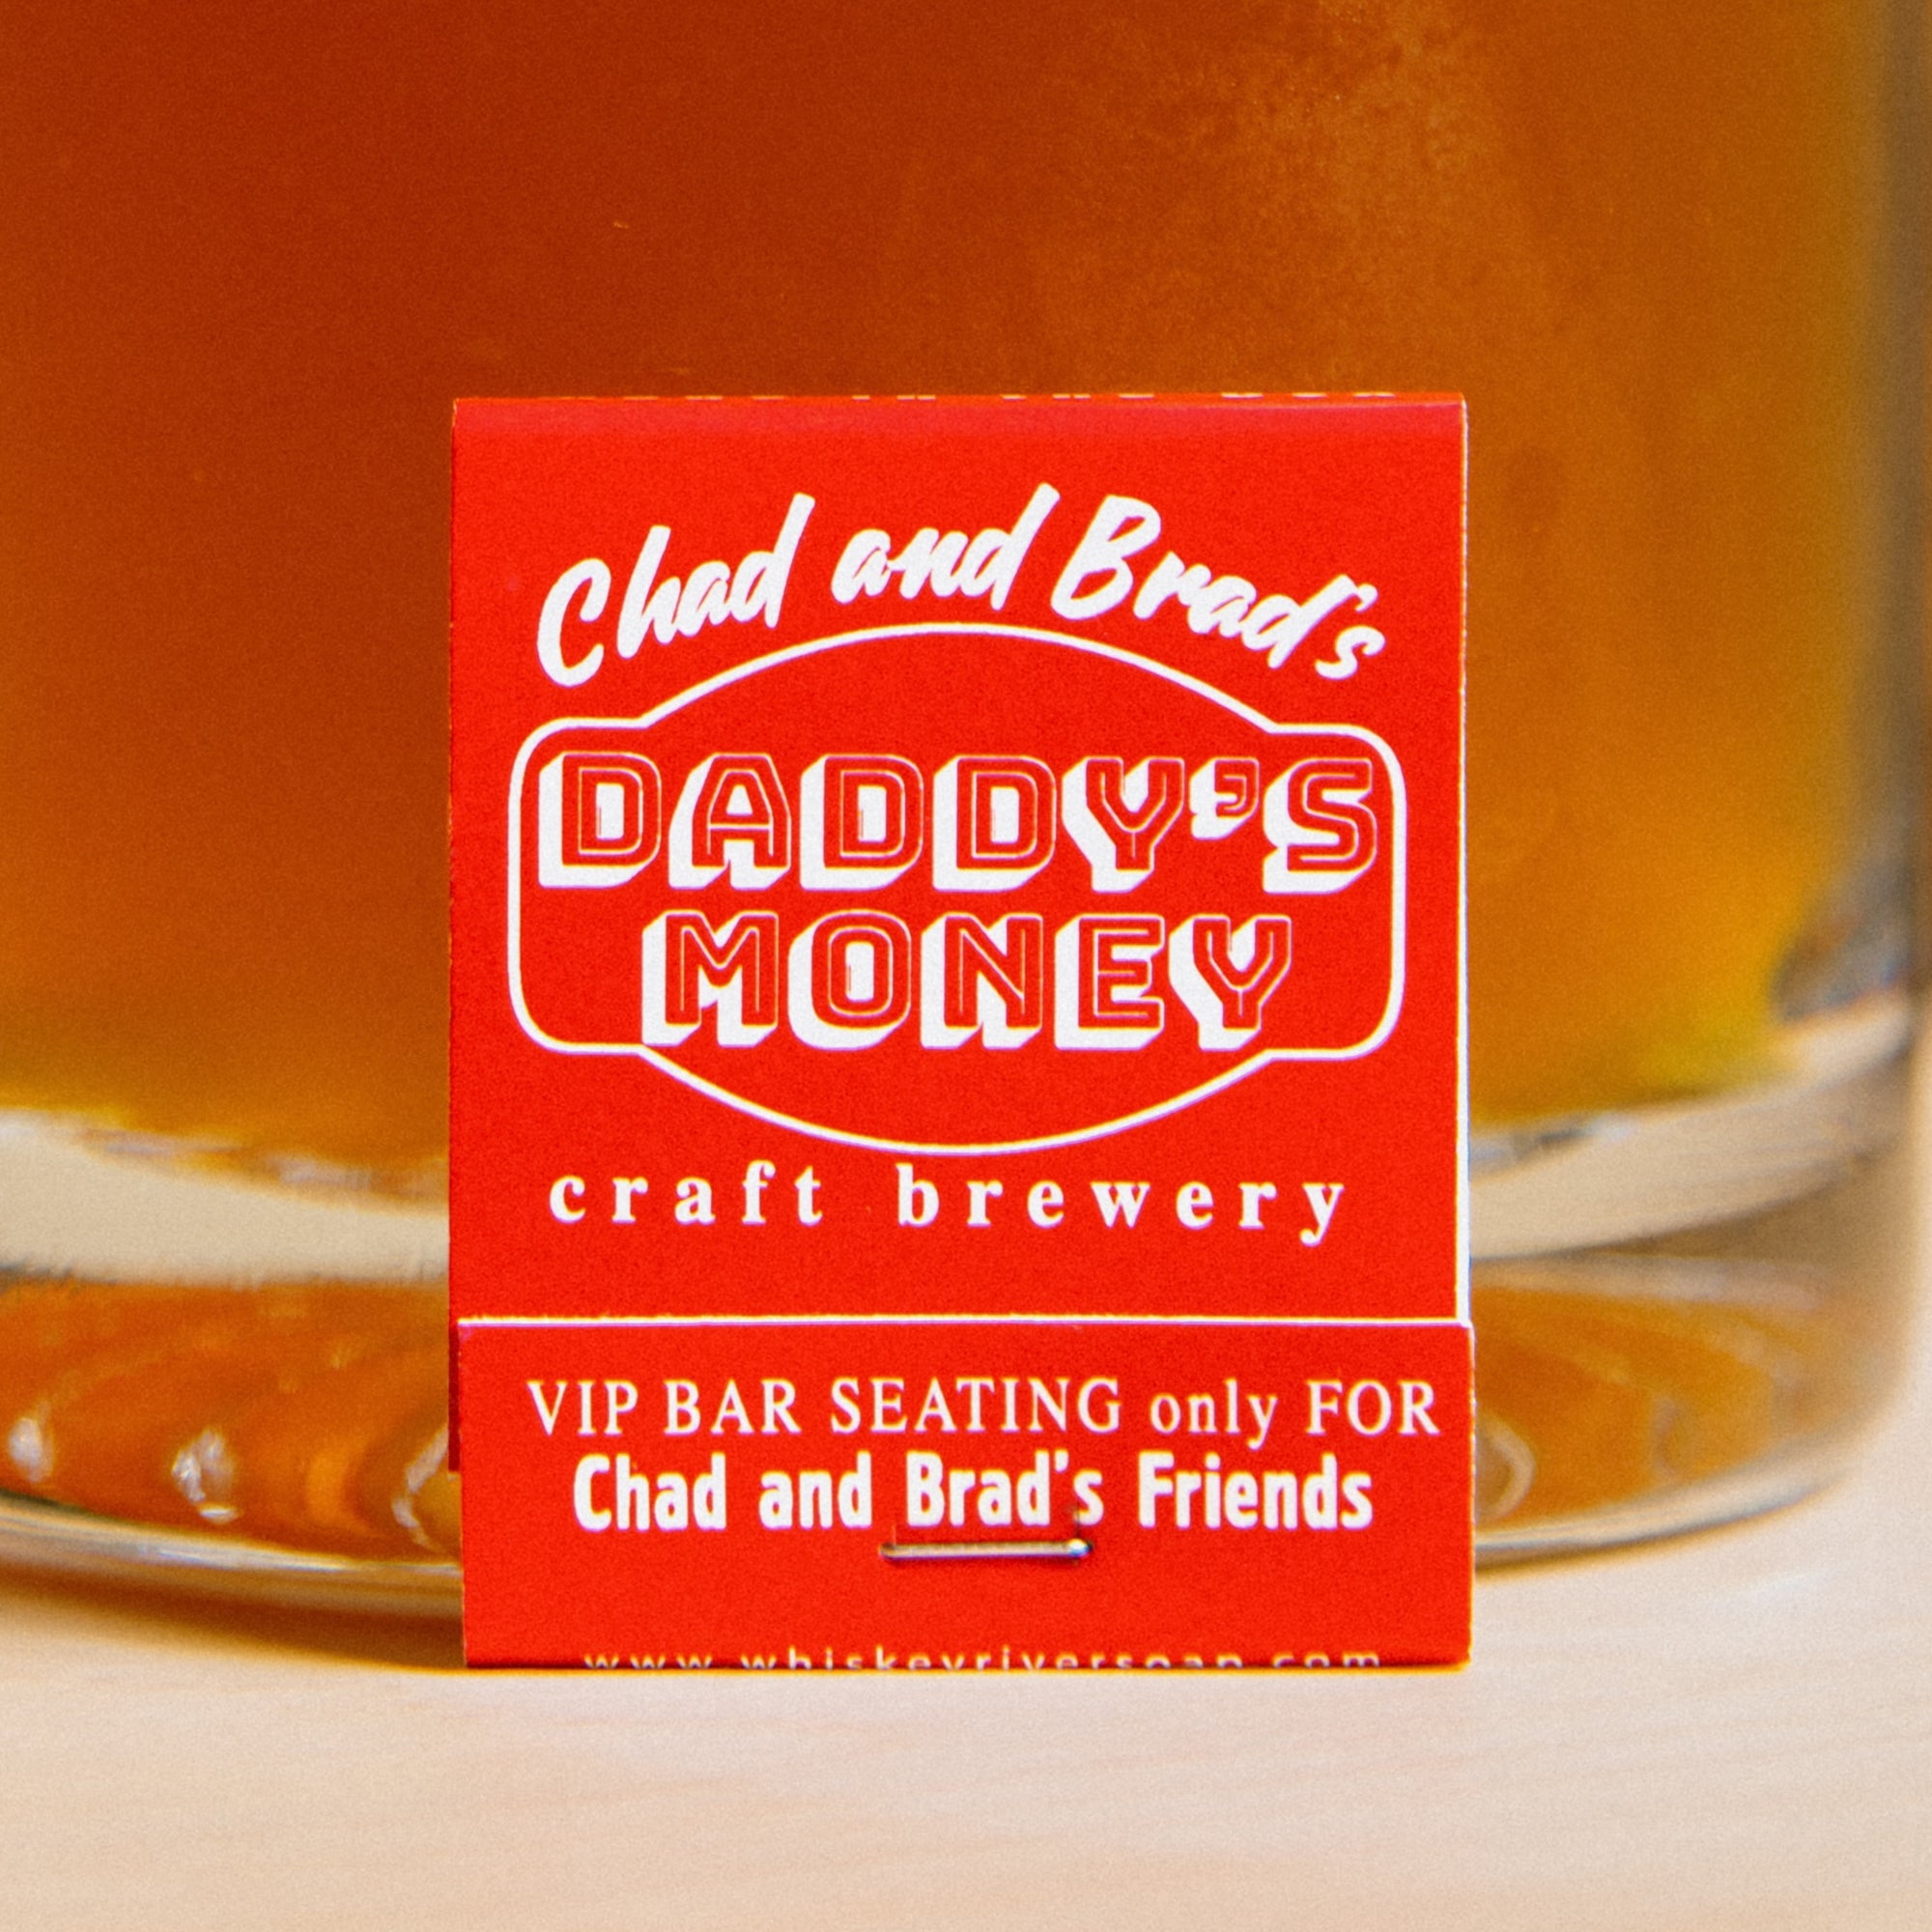 Chad and Brad's
DADDY'S
MONEY
craft brewery
VIP BAR SEATING only FOR
Chad and Brad's Friends
www.whiskeyriversoap.com